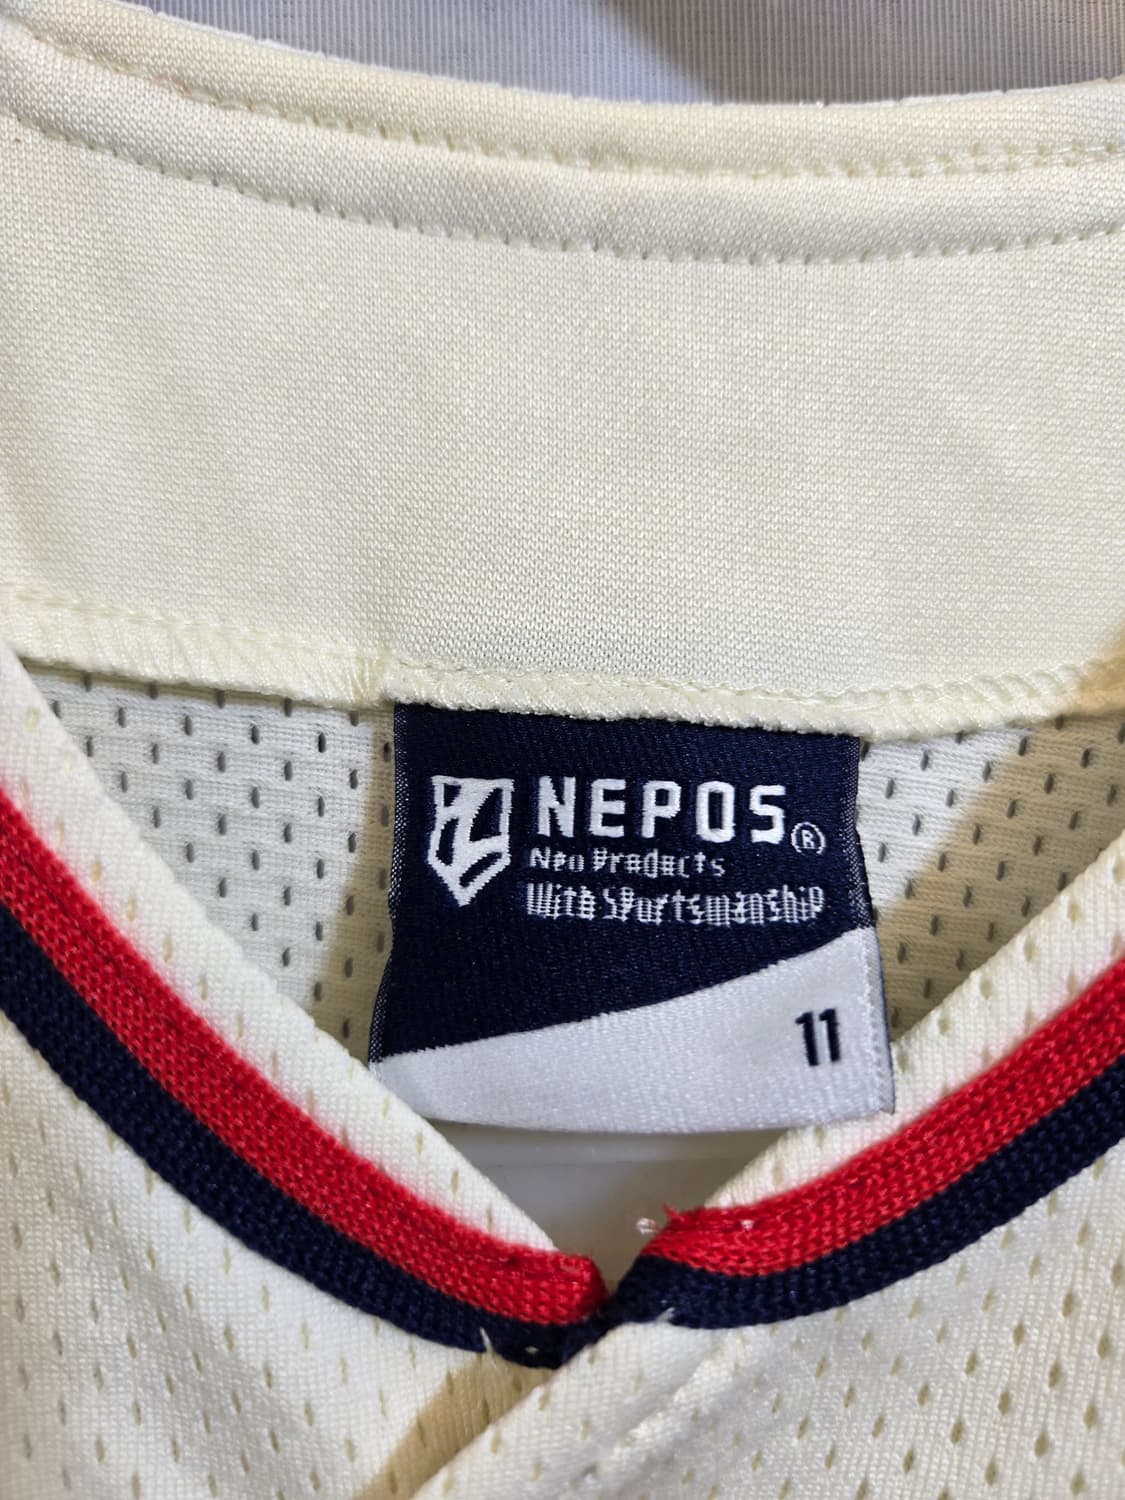 NEPOS®
Neo Products
With Sportsmanship
11